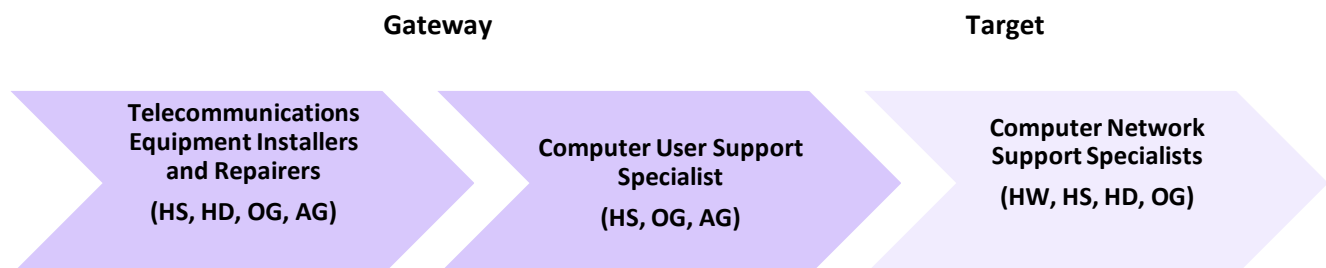 Gateway
Target
Telecommunications
Equipment Installers
and Repairers
(HS, HD, OG, AG)
Computer User Support
Specialist
(HS, OG, AG)
Computer Network
Support Specialists
(HW, HS, HD, OG)